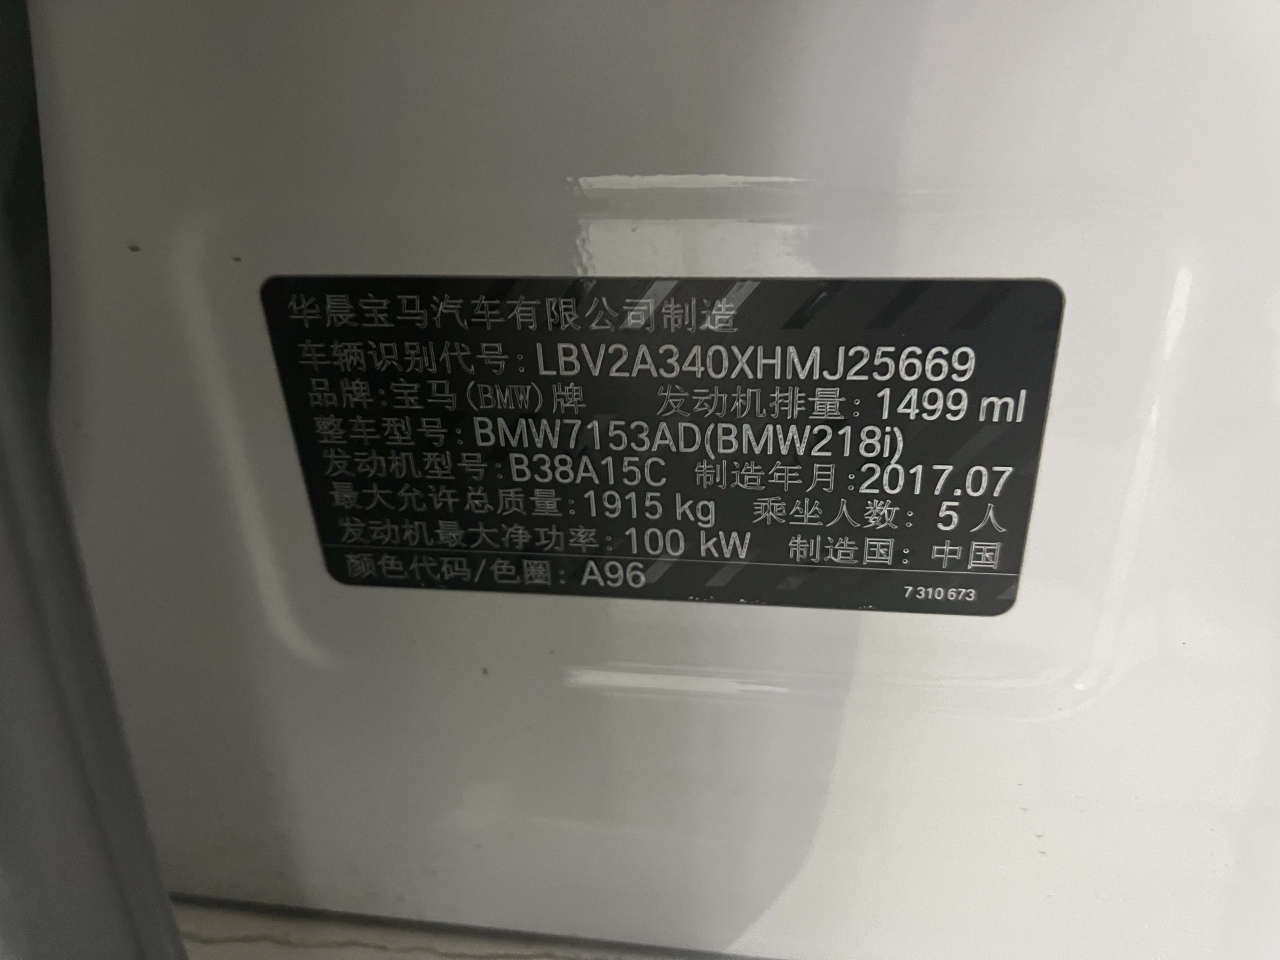 华晨宝马汽车有限公司制造
车辆识别代号: LBV2A340XHMJ25669
品牌: 宝马(BMW)牌 发动机排量: 1499 ml
整车型号: BMW7153AD(BMW218i)
发动机型号: B38A15C 制造年月: 2017.07
最大允许总质量: 1915 kg 乘坐人数: 5 人
发动机最大净功率: 100 kW 制造国: 中国
颜色代码/色圈: A96
7 310 673